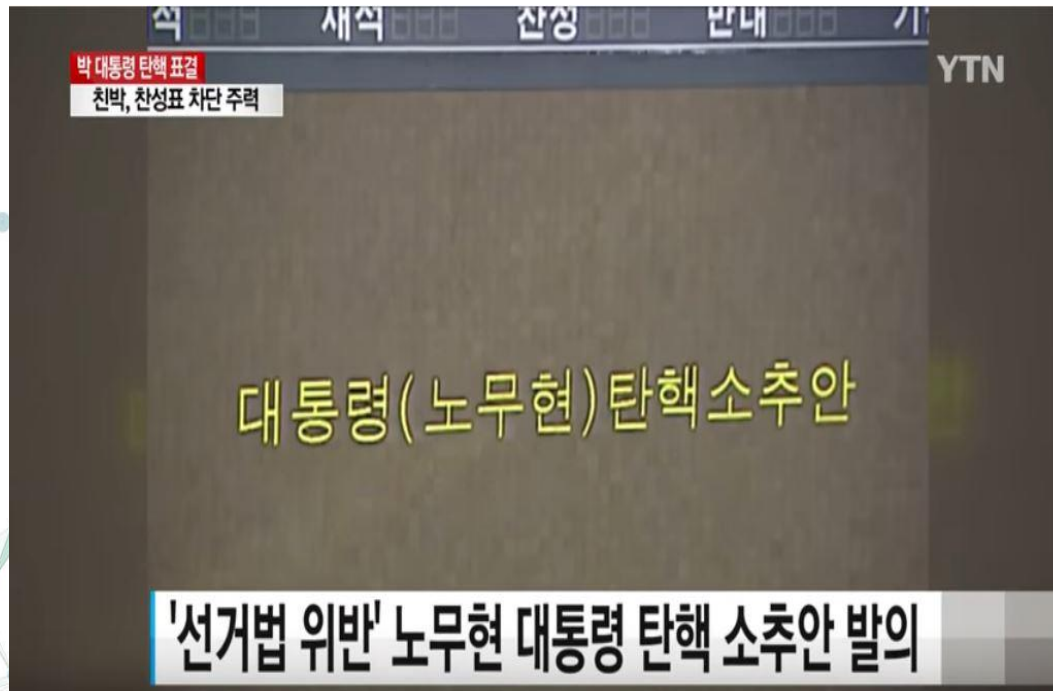 재석 찬성 반대
박 대통령 탄핵 표결
YTN
친박, 찬성표 차단 주력
대통령(노무현)탄핵소추안
'선거법 위반' 노무현 대통령 탄핵 소추안 발의